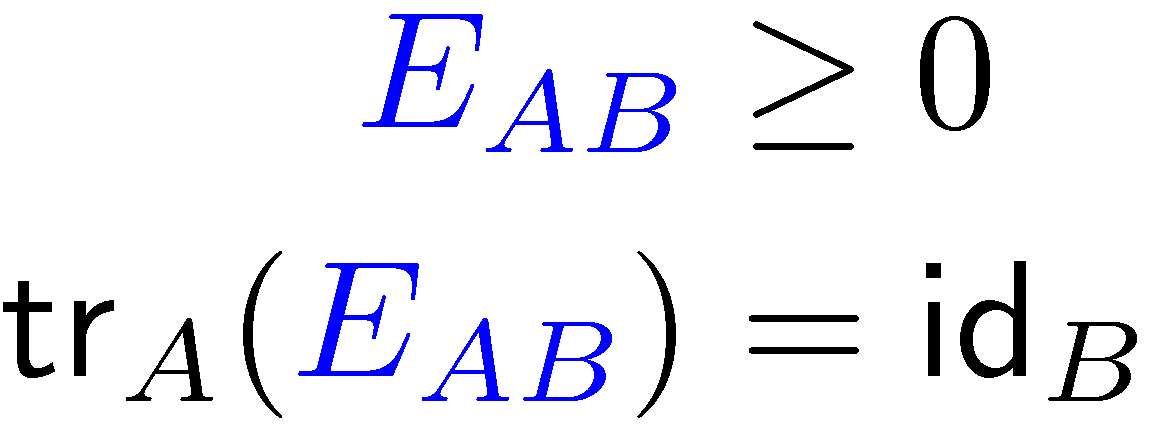 E_{AB} ≥ 0
tr_A(E_{AB}) = id_B